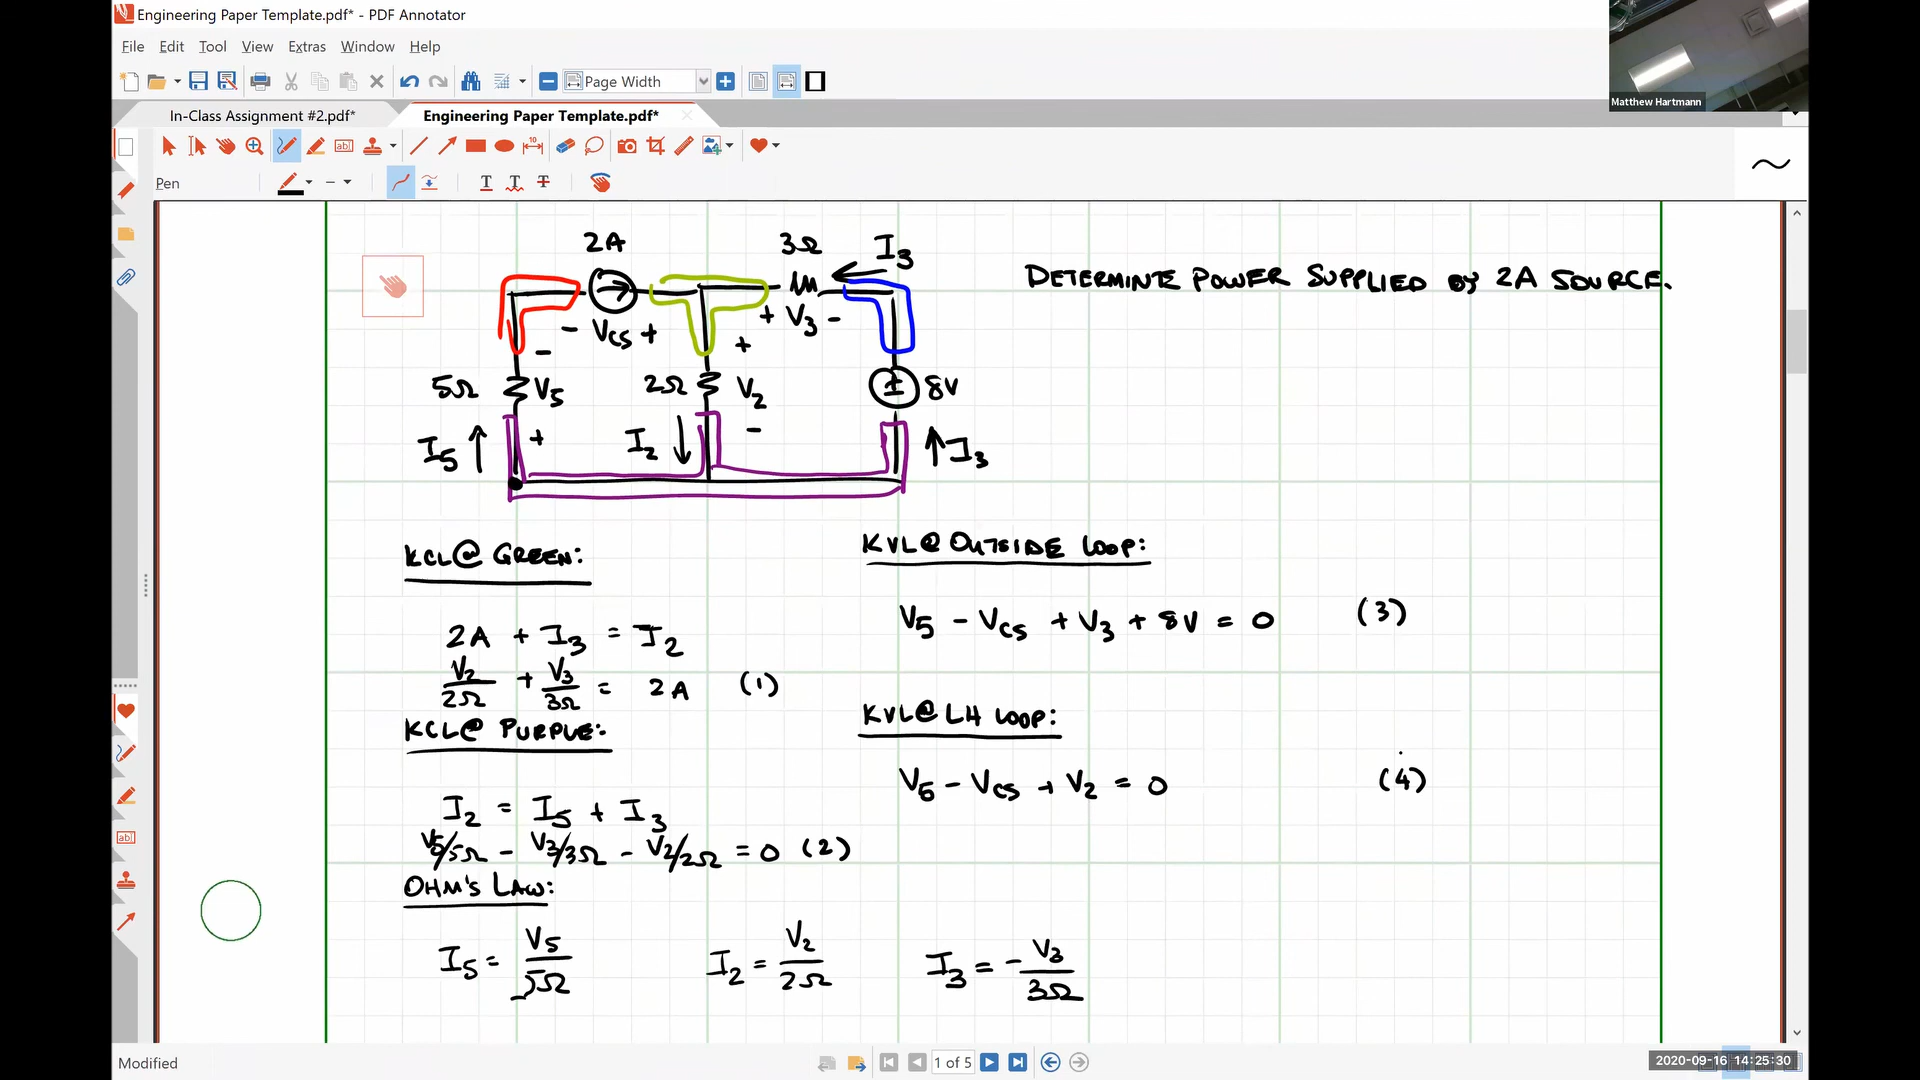 Engineering Paper Template.pdf* - PDF Annotator
File Edit Tool View Extras Window Help
Page Width
Matthew Hartmann
In-Class Assignment #2.pdf* Engineering Paper Template.pdf*
Pen
2A 3Ω I3
DETERMINE POWER SUPPLIED BY 2A SOURCE.
- VCS + + V3 -
- +
5Ω V5 2Ω V2 8V
I5 + I2 - I3
KCL@ GREEN:
2A + I3 = I2
V2/2Ω + V3/3Ω = 2A (1)
KCL@ PURPLE:
I2 = I5 + I3
V5/5Ω - V3/3Ω - V2/2Ω = 0 (2)
OHM'S LAW:
I5 = V5/5Ω I2 = V2/2Ω I3 = - V3/3Ω
KVL@ OUTSIDE LOOP:
V5 - VCS + V3 + 8V = 0 (3)
KVL@ LH LOOP:
V5 - VCS + V2 = 0 (4)
Modified
1 of 5
2020-09-16 14:25:30